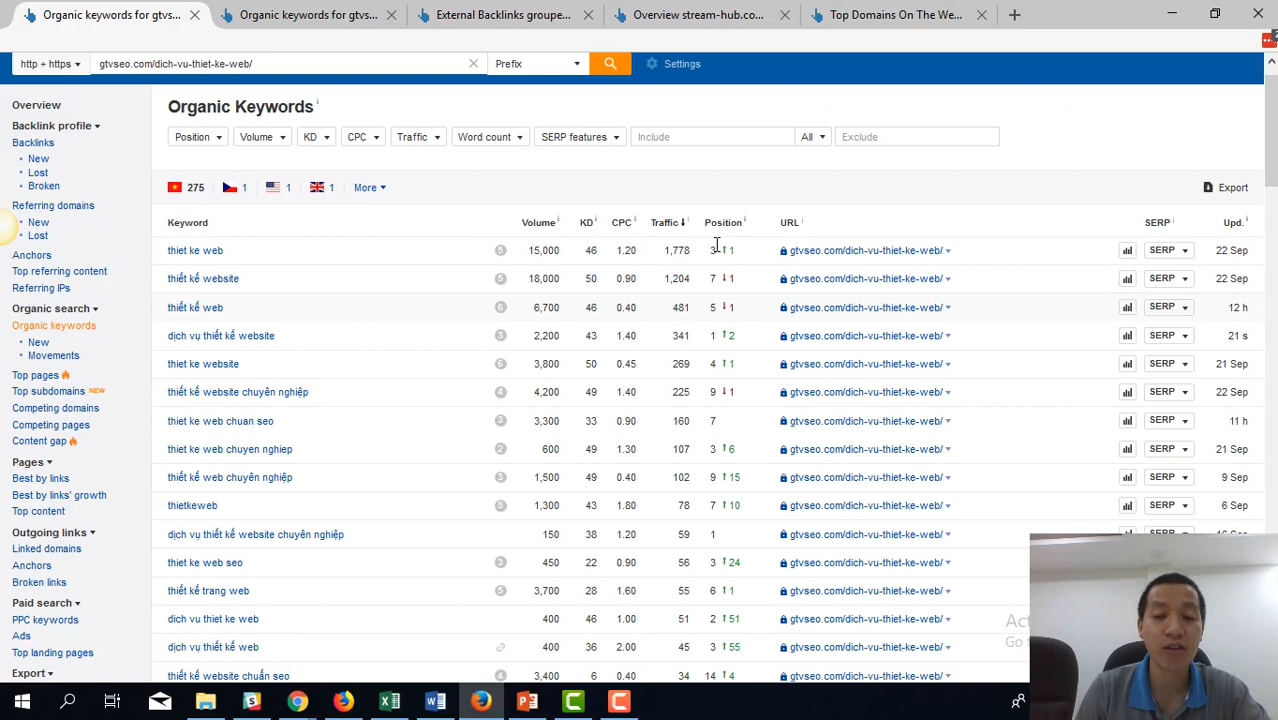 Organic keywords for gtvs...
Organic keywords for gtvs...
External Backlinks groupe...
Overview stream-hub.co...
Top Domains On The We...
http + https
gtvseo.com/dich-vu-thiet-ke-web/
Prefix
Settings
Overview
Backlink profile
Backlinks
New
Lost
Broken
Referring domains
New
Lost
Anchors
Top referring content
Referring IPs
Organic search
Organic keywords
New
Movements
Top pages
Top subdomains NEW
Competing domains
Competing pages
Content gap
Pages
Best by links
Best by links' growth
Top content
Outgoing links
Linked domains
Anchors
Broken links
Paid search
PPC keywords
Ads
Top landing pages
Export
Organic Keywords i
Position Volume KD CPC Traffic Word count SERP features Include All Exclude
275 1 1 1 More Export
Keyword Volume KD CPC Traffic Position URL SERP Upd.
thiet ke web 5 15,000 46 1.20 1,778 3 1 gtvseo.com/dich-vu-thiet-ke-web/ SERP 22 Sep
thiết kế website 5 18,000 50 0.90 1,204 7 1 gtvseo.com/dich-vu-thiet-ke-web/ SERP 22 Sep
thiết kế web 6 6,700 46 0.40 481 5 1 gtvseo.com/dich-vu-thiet-ke-web/ SERP 12 h
dịch vụ thiết kế website 2,200 43 1.40 341 1 2 gtvseo.com/dich-vu-thiet-ke-web/ SERP 21 s
thiet ke website 6 3,800 50 0.45 269 4 1 gtvseo.com/dich-vu-thiet-ke-web/ SERP 21 Sep
thiết kế website chuyên nghiệp 4 4,200 49 1.40 225 9 1 gtvseo.com/dich-vu-thiet-ke-web/ SERP 22 Sep
thiet ke web chuan seo 3 3,300 33 0.90 160 7 gtvseo.com/dich-vu-thiet-ke-web/ SERP 11 h
thiet ke web chuyen nghiep 2 600 49 1.30 107 3 6 gtvseo.com/dich-vu-thiet-ke-web/ SERP 21 Sep
thiết kế web chuyên nghiệp 3 1,500 49 0.40 102 9 15 gtvseo.com/dich-vu-thiet-ke-web/ SERP 9 Sep
thietkeweb 5 1,300 43 1.80 78 7 10 gtvseo.com/dich-vu-thiet-ke-web/ SERP 6 Sep
dịch vụ thiết kế website chuyên nghiệp 150 38 1.20 59 1 gtvseo.com/dich-vu-thiet-ke-web/ SERP
thiet ke web seo 3 450 22 0.90 56 3 24 gtvseo.com/dich-vu-thiet-ke-web/
thiết kế trang web 5 3,700 28 1.60 55 6 1 gtvseo.com/dich-vu-thiet-ke-web/
dich vu thiet ke web 400 46 1.00 51 2 51 gtvseo.com/dich-vu-thiet-ke-web/
dịch vụ thiết kế web 400 36 2.00 45 3 55 gtvseo.com/dich-vu-thiet-ke-web/
thiết kế website chuẩn seo 4 3,400 6 0.40 34 14 4 gtvseo.com/dich-vu-thiet-ke-web/